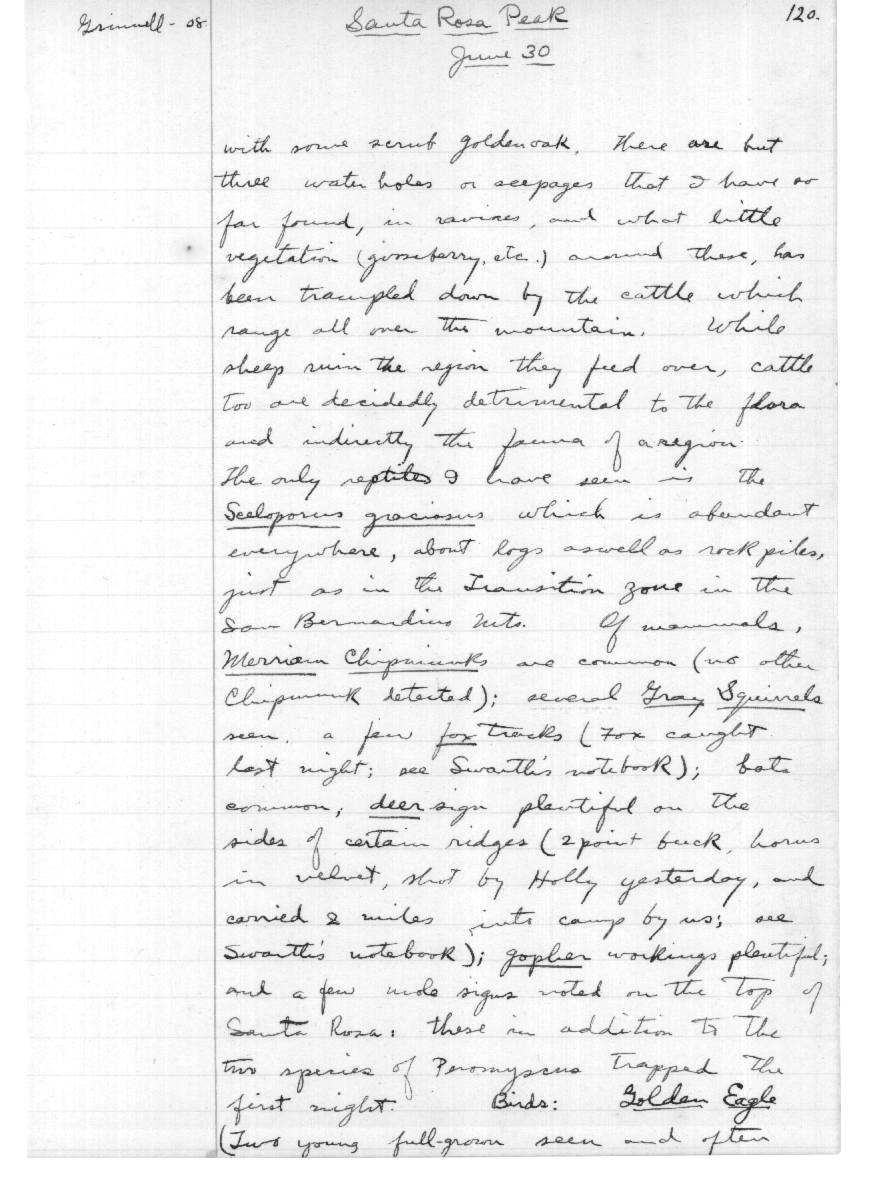 Grinnell - 08
Santa Rosa Peak
120.
June 30
with some scrub goldenoak. There are but
three water holes or seepages that I have so
far found, in ravines, and what little
vegetation (gooseberry, etc.) around these, has
been trampled down by the cattle which
range all over the mountain. While
sheep ruin the region they feed over, cattle
too are decidedly detrimental to the flora
and indirectly the fauna of a region.
The only reptiles I have seen is the
Sceloporus graciosus which is abundant
everywhere, about logs aswell as rock piles,
just as in the Transition zone in the
San Bernardino Mts. Of mammals,
Merriam Chipmunks are common (no other
Chipmunk detected); several Gray Squirrels
seen. a few fox tracks (Fox caught
last night; see Swarth's notebook); bats
common; deer sign plentiful on the
sides of certain ridges (2 point buck, horns
in velvet, shot by Holly yesterday, and
carried 2 miles into camp by us; see
Swarth's notebook); gopher workings plentiful;
and a few mole signs noted on the top of
Santa Rosa: these in addition to the
two species of Peromyscus trapped the
first night. Birds: Golden Eagle
(Two young full-grown seen and often